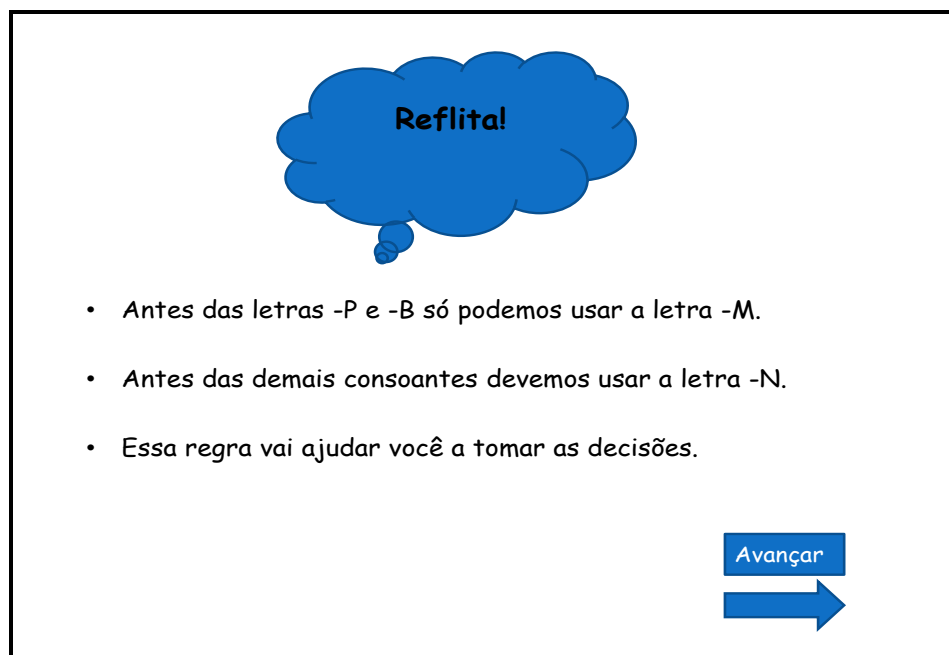 Reflita!
• Antes das letras -P e -B só podemos usar a letra -M.
• Antes das demais consoantes devemos usar a letra -N.
• Essa regra vai ajudar você a tomar as decisões.
Avançar